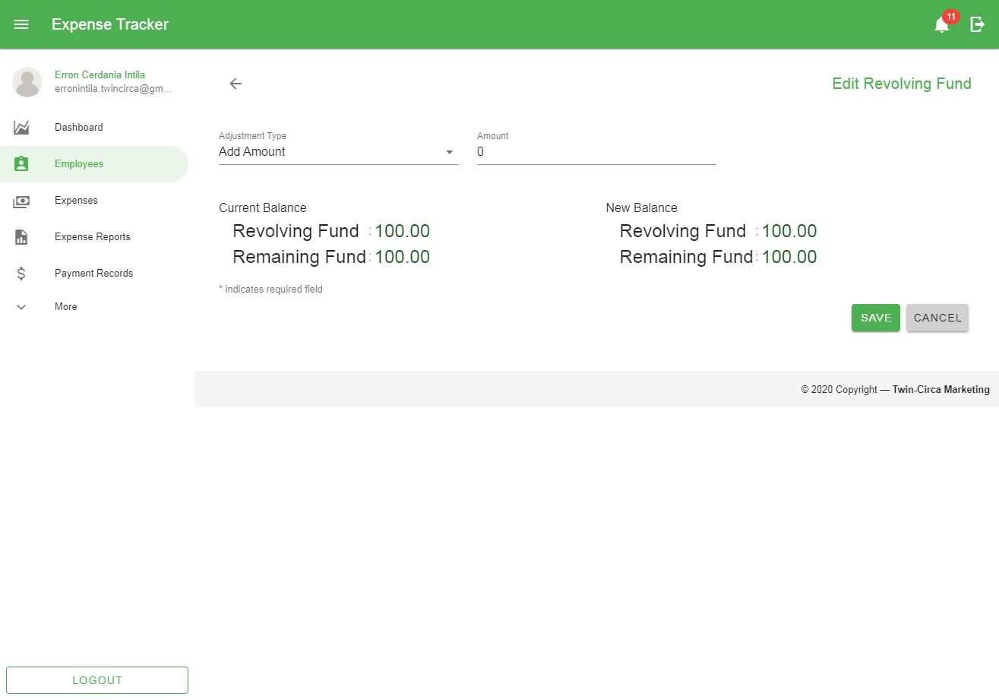 Expense Tracker
11
Erron Cerdania Intila
erronintila.twincirca@gm...
Dashboard
Employees
Expenses
Expense Reports
Payment Records
More
LOGOUT
Edit Revolving Fund
Adjustment Type
Add Amount
Amount
0
Current Balance
Revolving Fund : 100.00
Remaining Fund : 100.00
New Balance
Revolving Fund : 100.00
Remaining Fund : 100.00
* indicates required field
SAVE
CANCEL
© 2020 Copyright — Twin-Circa Marketing